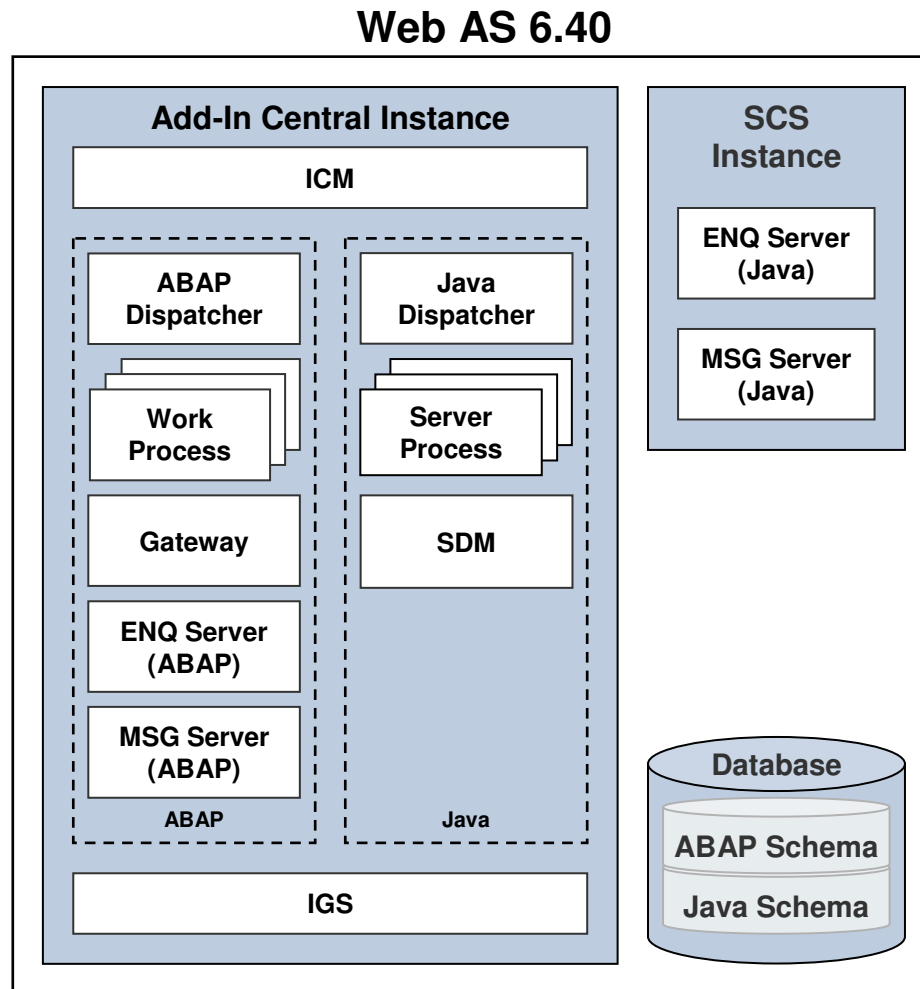 Web AS 6.40
Add-In Central Instance
ICM
ABAP
Dispatcher
Work
Process
Gateway
ENQ Server
(ABAP)
MSG Server
(ABAP)
ABAP
Java
Dispatcher
Server
Process
SDM
Java
IGS
SCS
Instance
ENQ Server
(Java)
MSG Server
(Java)
Database
ABAP Schema
Java Schema